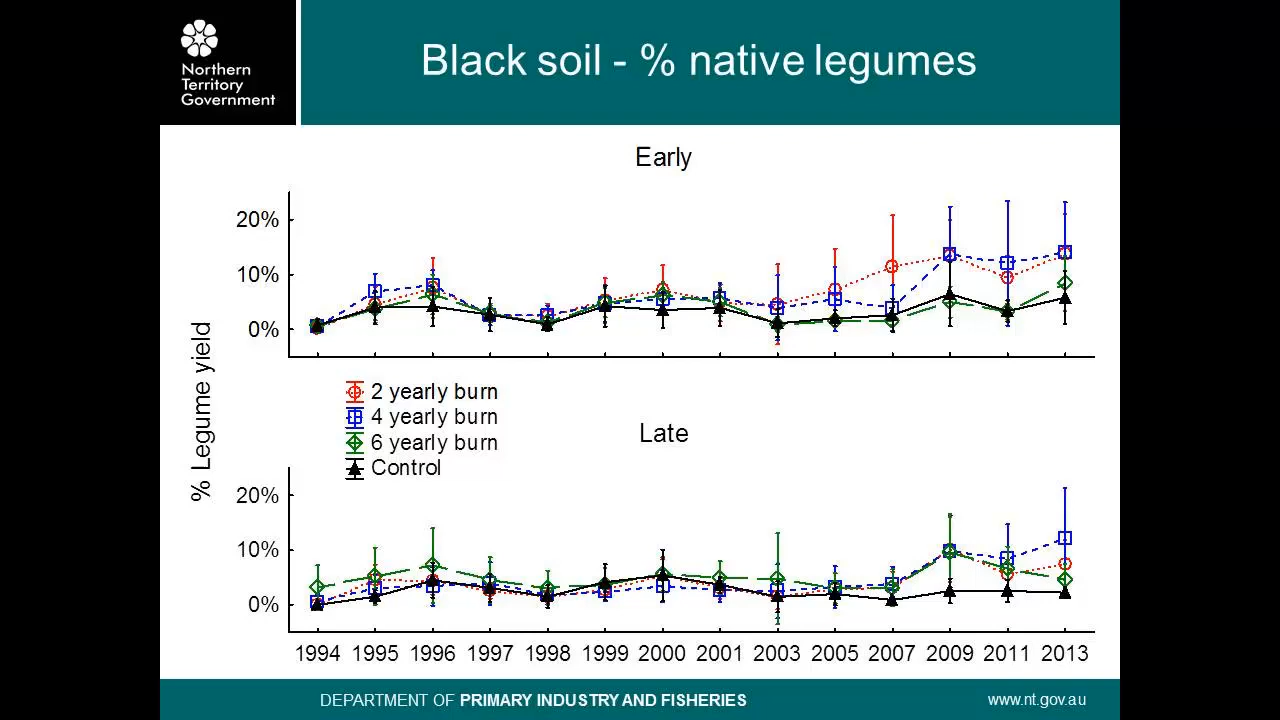 Northern
Territory
Government
Black soil - % native legumes
Early
20%
10%
0%
% Legume yield
2 yearly burn
4 yearly burn
6 yearly burn
Control
Late
20%
10%
0%
1994 1995 1996 1997 1998 1999 2000 2001 2003 2005 2007 2009 2011 2013
DEPARTMENT OF PRIMARY INDUSTRY AND FISHERIES
www.nt.gov.au